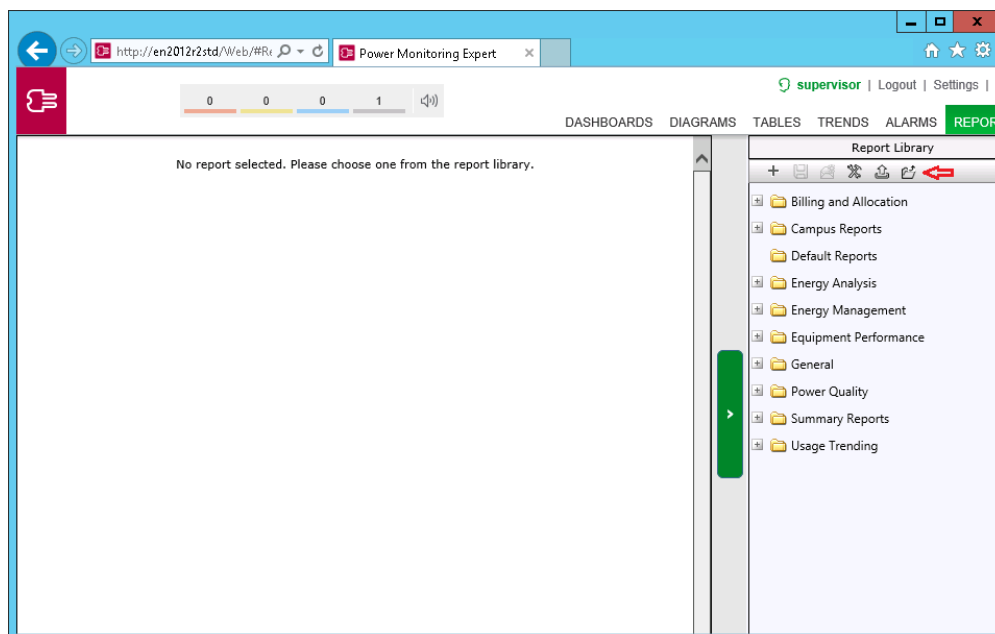 http://en2012r2std/Web/#Re
Power Monitoring Expert
supervisor | Logout | Settings |
0 0 0 1
DASHBOARDS DIAGRAMS TABLES TRENDS ALARMS REPOR
No report selected. Please choose one from the report library.
Report Library
Billing and Allocation
Campus Reports
Default Reports
Energy Analysis
Energy Management
Equipment Performance
General
Power Quality
Summary Reports
Usage Trending